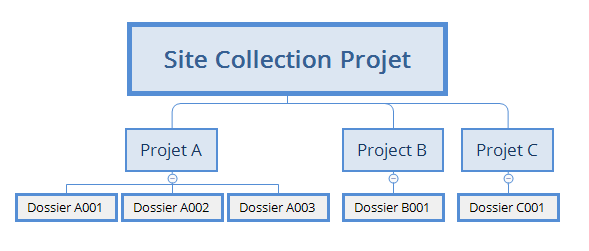 Site Collection Projet
Projet A
Project B
Projet C
Dossier A001
Dossier A002
Dossier A003
Dossier B001
Dossier C001